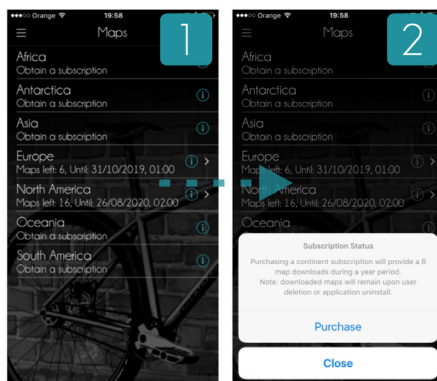 Orange 19:58
Maps
1
Africa
Obtain a subscription
Antarctica
Obtain a subscription
Asia
Obtain a subscription
Europe
Maps left: 6, Until: 31/10/2019, 01:00
North America
Maps left: 16, Until: 26/08/2020, 02:00
Oceania
Obtain a subscription
South America
Obtain a subscription
Orange 19:58
Maps
2
Africa
Obtain a subscription
Antarctica
Obtain a subscription
Asia
Obtain a subscription
Europe
Maps left: 6, Until: 31/10/2019, 01:00
North America
Maps left: 16, Until: 26/08/2020, 02:00
Oceania
Obtain a subscription
Subscription Status
Purchasing a continent subscription will provide a 8
map downloads during a year period.
Note: downloaded maps will remain upon user
deletion or application uninstall.
Purchase
Close